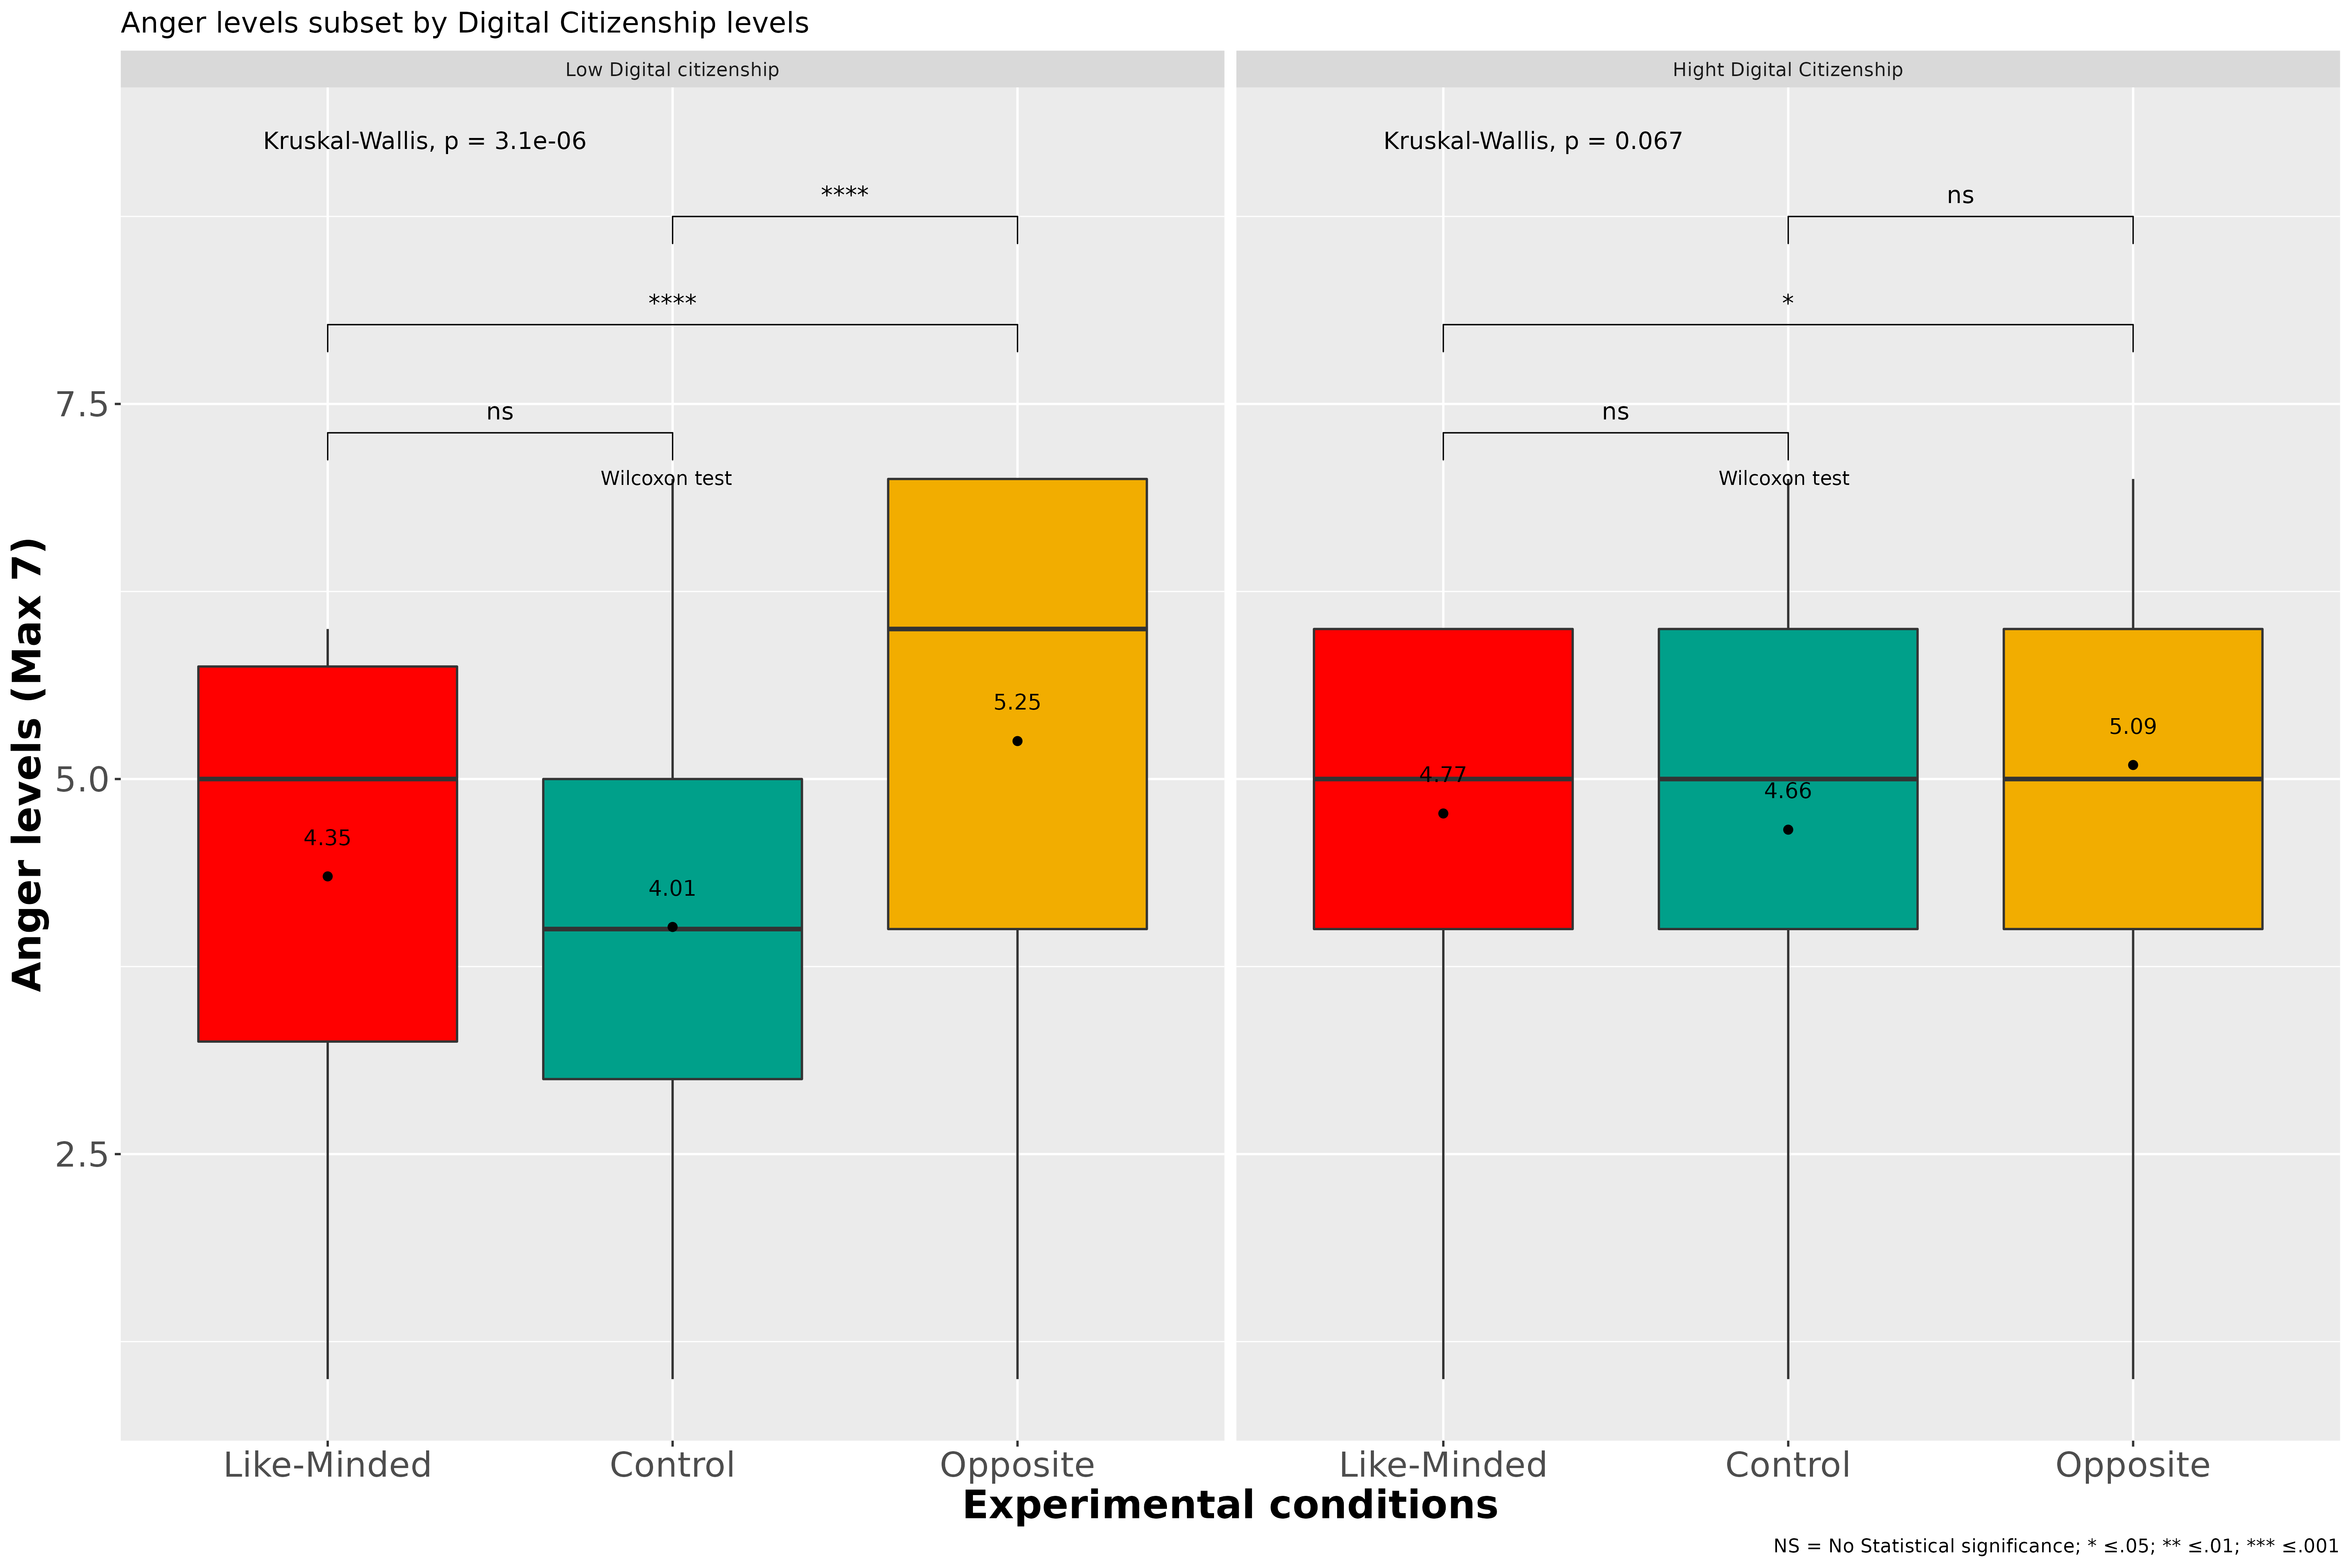 Anger levels subset by Digital Citizenship levels
Low Digital citizenship
Hight Digital Citizenship
Kruskal-Wallis, p = 3.1e-06
Kruskal-Wallis, p = 0.067
****
ns
****
*
7.5
ns
ns
Wilcoxon test
Wilcoxon test
Anger levels (Max 7)
5.25
5.09
5.0
4.77
4.66
4.35
4.01
2.5
Like-Minded
Control
Opposite
Like-Minded
Control
Opposite
Experimental conditions
NS = No Statistical significance; * ≤.05; ** ≤.01; *** ≤.001